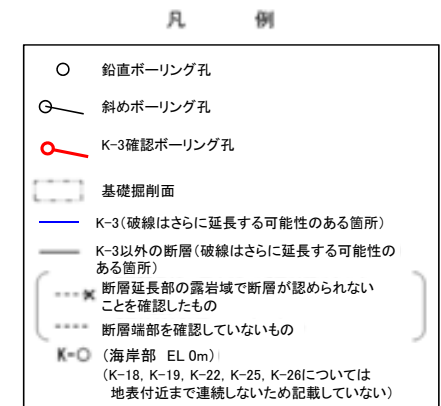 凡　例
鉛直ボーリング孔
斜めボーリング孔
K-3確認ボーリング孔
基礎掘削面
K-3(破線はさらに延長する可能性のある箇所)
K-3以外の断層(破線はさらに延長する可能性の
ある箇所)
断層延長部の露岩域で断層が認められない
ことを確認したもの
断層端部を確認していないもの
K-○ (海岸部 EL 0m)
(K-18, K-19, K-22, K-25, K-26については
地表付近まで連続しないため記載していない)